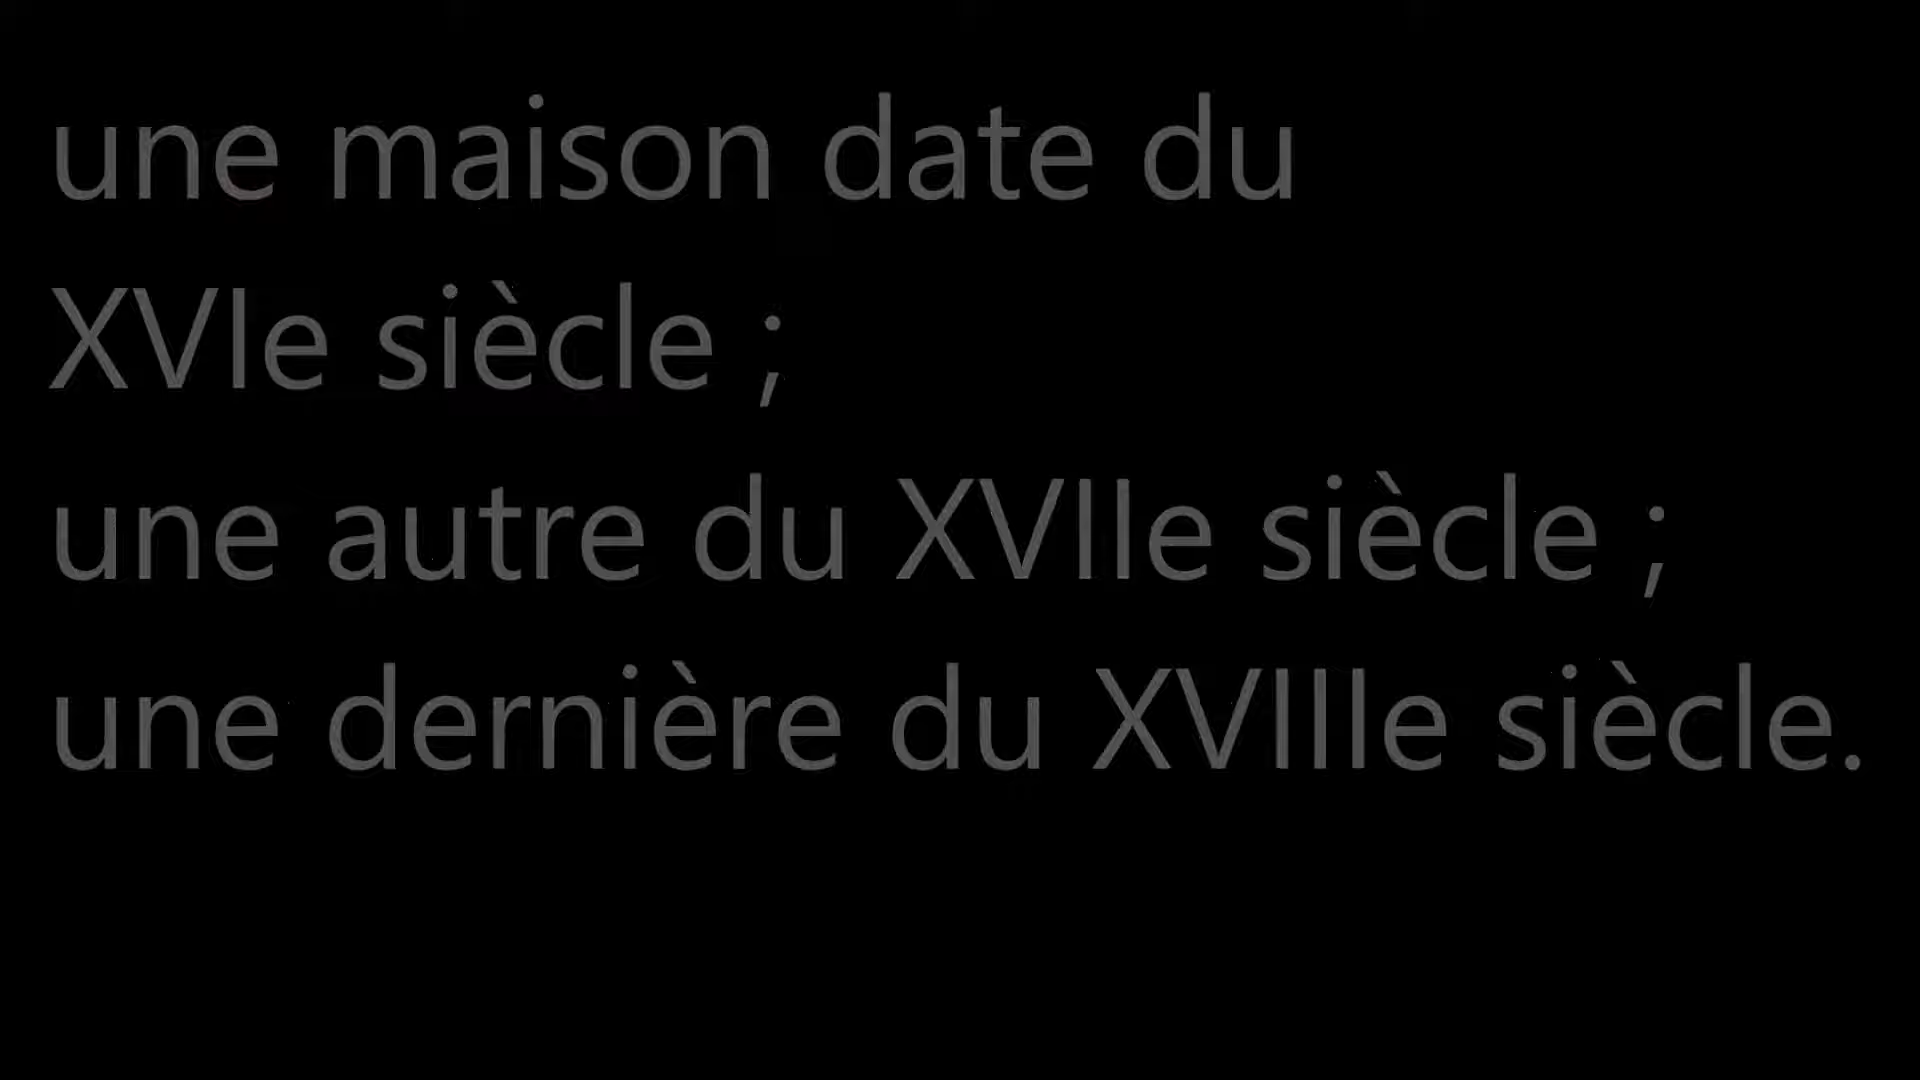 une maison date du
XVIe siècle ;
une autre du XVIIe siècle ;
une dernière du XVIIIe siècle.